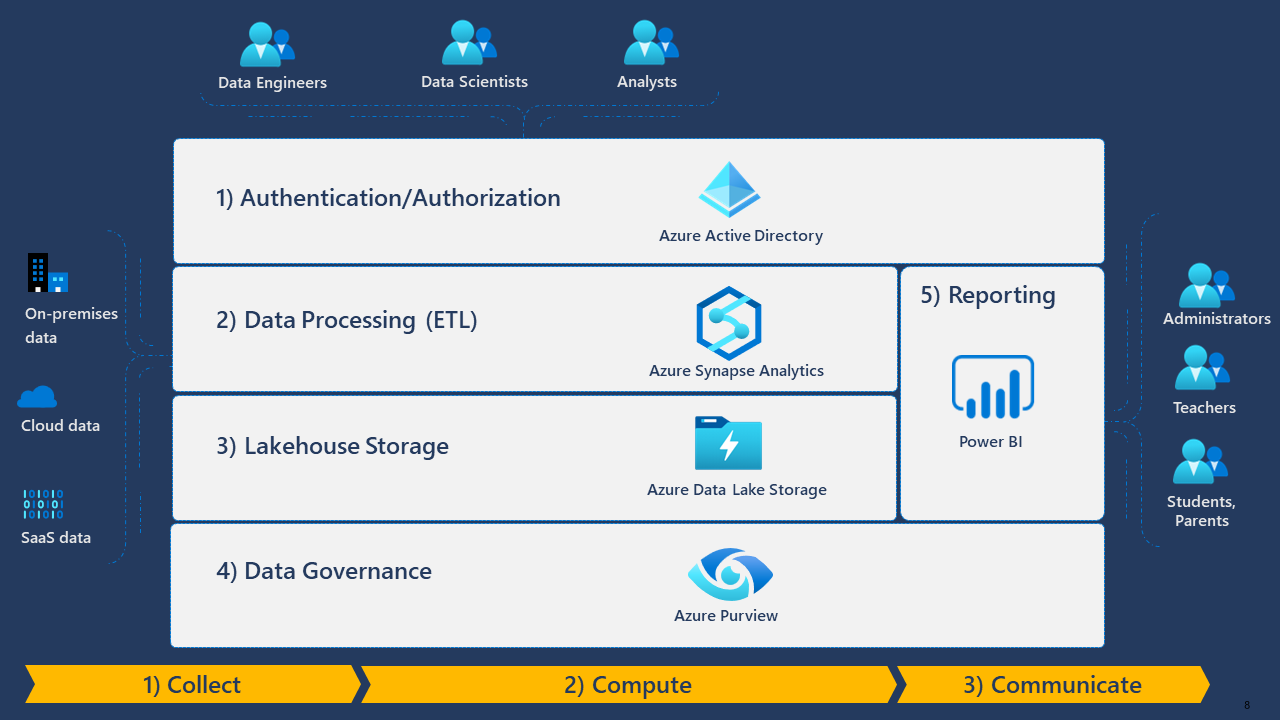 Data Engineers
Data Scientists
Analysts
1) Authentication/Authorization
Azure Active Directory
On-premises
data
Cloud data
SaaS data
2) Data Processing (ETL)
Azure Synapse Analytics
3) Lakehouse Storage
Azure Data Lake Storage
5) Reporting
Power BI
Administrators
Teachers
Students,
Parents
4) Data Governance
Azure Purview
1) Collect
2) Compute
3) Communicate
8